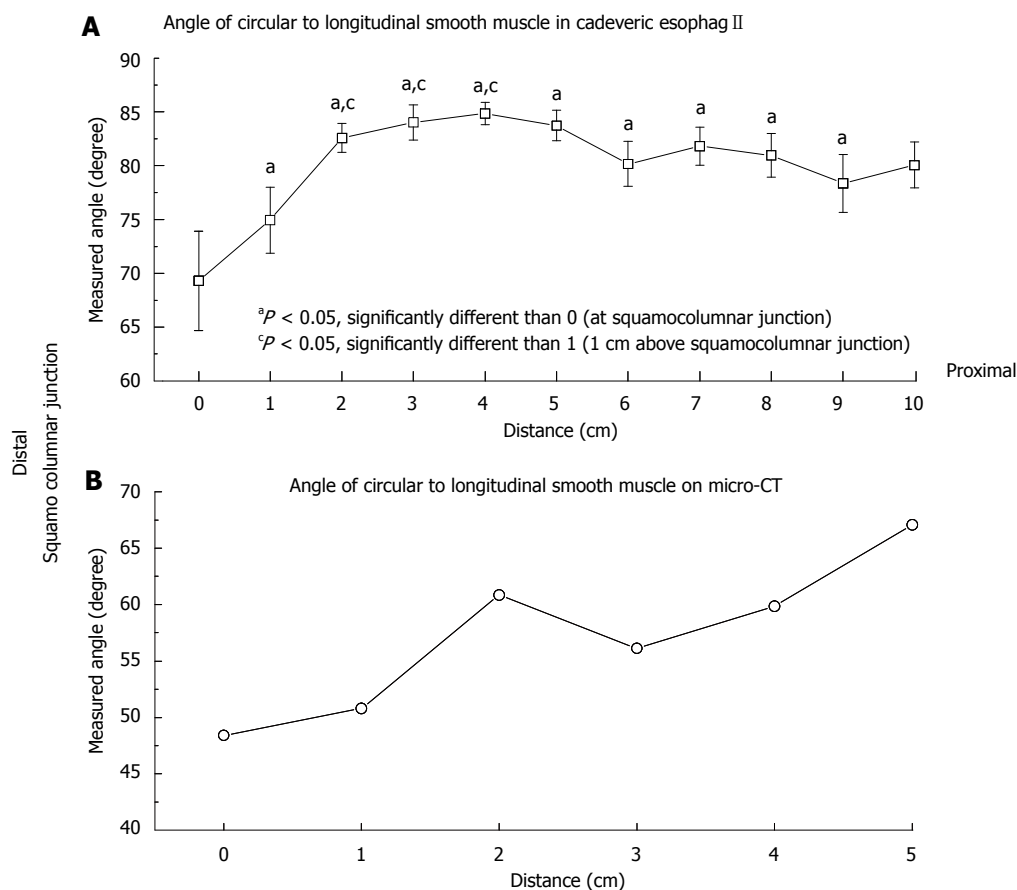 A
Angle of circular to longitudinal smooth muscle in cadeveric esophag II
90
85
80
75
70
65
60
Measured angle (degree)
a
a,c
a,c
a,c
a
a
a
a
a
aP < 0.05, significantly different than 0 (at squamocolumnar junction)
cP < 0.05, significantly different than 1 (1 cm above squamocolumnar junction)
0 1 2 3 4 5 6 7 8 9 10
Distance (cm)
Proximal
Distal
Squamo columnar junction
B
Angle of circular to longitudinal smooth muscle on micro-CT
70
65
60
55
50
45
40
Measured angle (degree)
0 1 2 3 4 5
Distance (cm)